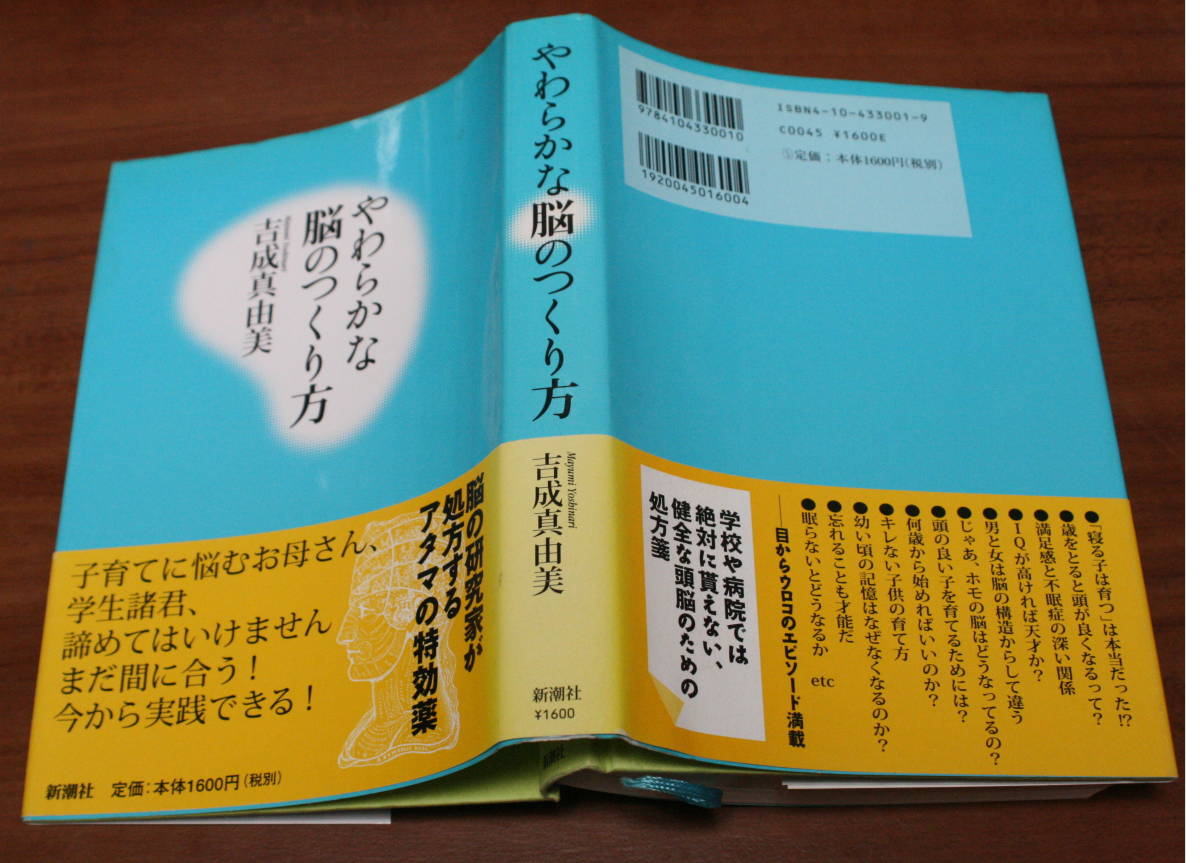 やわらかな
脳のつくり方
Mayumi Yoshinari
吉成真由美
脳の研究家が
処方する
アタマの特効薬
子育てに悩むお母さん、
学生諸君、
諦めてはいけません
まだ間に合う！
今から実践できる！
新潮社 定価：本体1600円（税別）
やわらかな脳のつくり方
Mayumi Yoshinari
吉成真由美
新潮社
¥1600
新潮社
9784104330010
1920045016004
ISBN4-10-433001-9
C0045 ¥1600E
⑤定価：本体1600円（税別）
●「寝る子は育つ」は本当だった!?
●歳をとると頭が良くなるって？
●満足感と不眠症の深い関係
●ＩＱが高ければ天才か？
●男と女は脳の構造からして違う
●じゃあ、ホモの脳はどうなってるの？
●頭の良い子を育てるためには？
●何歳から始めればいいのか？
●キレない子供の育て方
●幼い頃の記憶はなぜなくなるのか？
●忘れることも才能だ
●眠らないとどうなるか etc
――目からウロコのエピソード満載
学校や病院では
絶対に貰えない、
健全な頭脳のための
処方箋